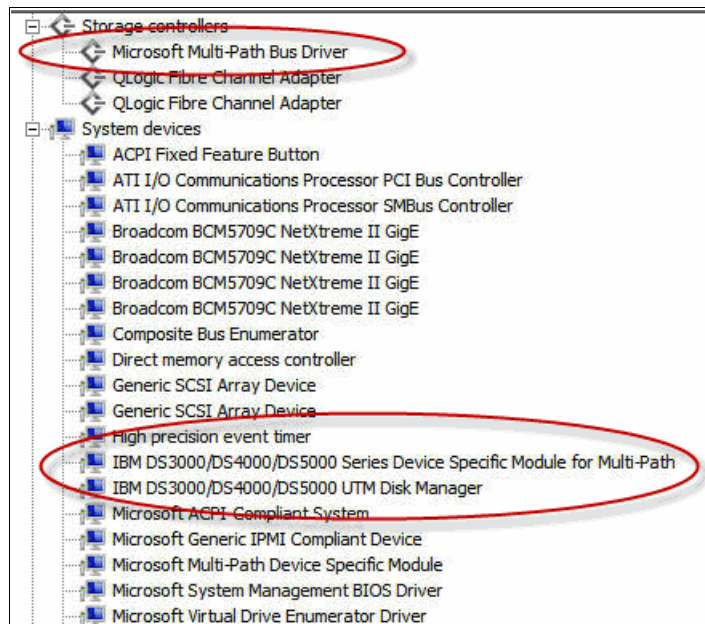 Storage controllers
Microsoft Multi-Path Bus Driver
QLogic Fibre Channel Adapter
QLogic Fibre Channel Adapter
System devices
ACPI Fixed Feature Button
ATI I/O Communications Processor PCI Bus Controller
ATI I/O Communications Processor SMBus Controller
Broadcom BCM5709C NetXtreme II GigE
Broadcom BCM5709C NetXtreme II GigE
Broadcom BCM5709C NetXtreme II GigE
Broadcom BCM5709C NetXtreme II GigE
Composite Bus Enumerator
Direct memory access controller
Generic SCSI Array Device
Generic SCSI Array Device
High precision event timer
IBM DS3000/DS4000/DS5000 Series Device Specific Module for Multi-Path
IBM DS3000/DS4000/DS5000 UTM Disk Manager
Microsoft ACPI-Compliant System
Microsoft Generic IPMI Compliant Device
Microsoft Multi-Path Device Specific Module
Microsoft System Management BIOS Driver
Microsoft Virtual Drive Enumerator Driver